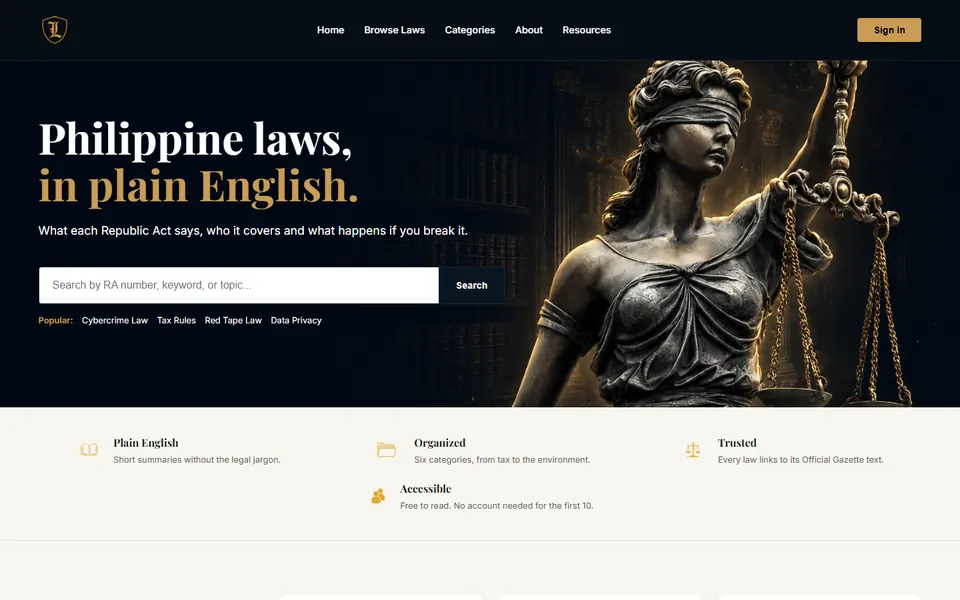 L
Home Browse Laws Categories About Resources
Sign In
Philippine laws,
in plain English.
What each Republic Act says, who it covers and what happens if you break it.
Search by RA number, keyword, or topic...
Search
Popular: Cybercrime Law Tax Rules Red Tape Law Data Privacy
Plain English
Short summaries without the legal jargon.
Organized
Six categories, from tax to the environment.
Trusted
Every law links to its Official Gazette text.
Accessible
Free to read. No account needed for the first 10.